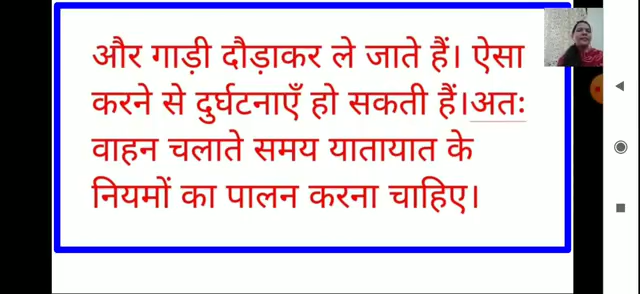 और गाड़ी दौड़ाकर ले जाते हैं। ऐसा
करने से दुर्घटनाएँ हो सकती हैं।अतः
वाहन चलाते समय यातायात के
नियमों का पालन करना चाहिए।